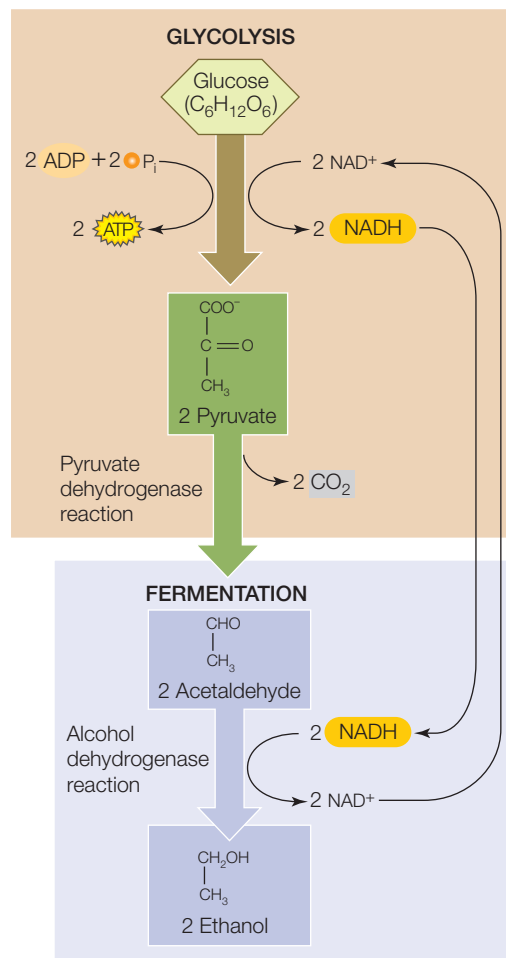 GLYCOLYSIS
Glucose
(C₆H₁₂O₆)
2 ADP + 2 Pᵢ
2 NAD⁺
2 ATP
2 NADH
COO⁻
C=O
CH₃
2 Pyruvate
Pyruvate
dehydrogenase
reaction
2 CO₂
FERMENTATION
CHO
CH₃
2 Acetaldehyde
Alcohol
dehydrogenase
reaction
2 NADH
2 NAD⁺
CH₂OH
CH₃
2 Ethanol